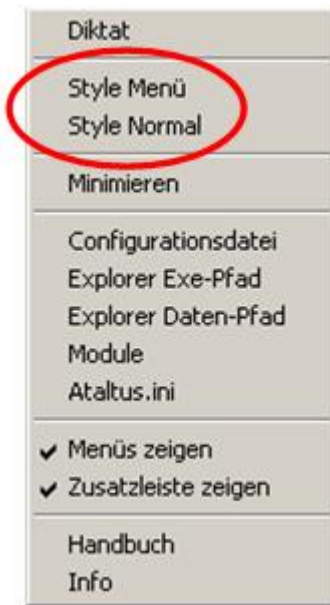 Diktat
Style Menü
Style Normal
Minimieren
Configurationsdatei
Explorer Exe-Pfad
Explorer Daten-Pfad
Module
Ataltus.ini
Menüs zeigen
Zusatzleiste zeigen
Handbuch
Info